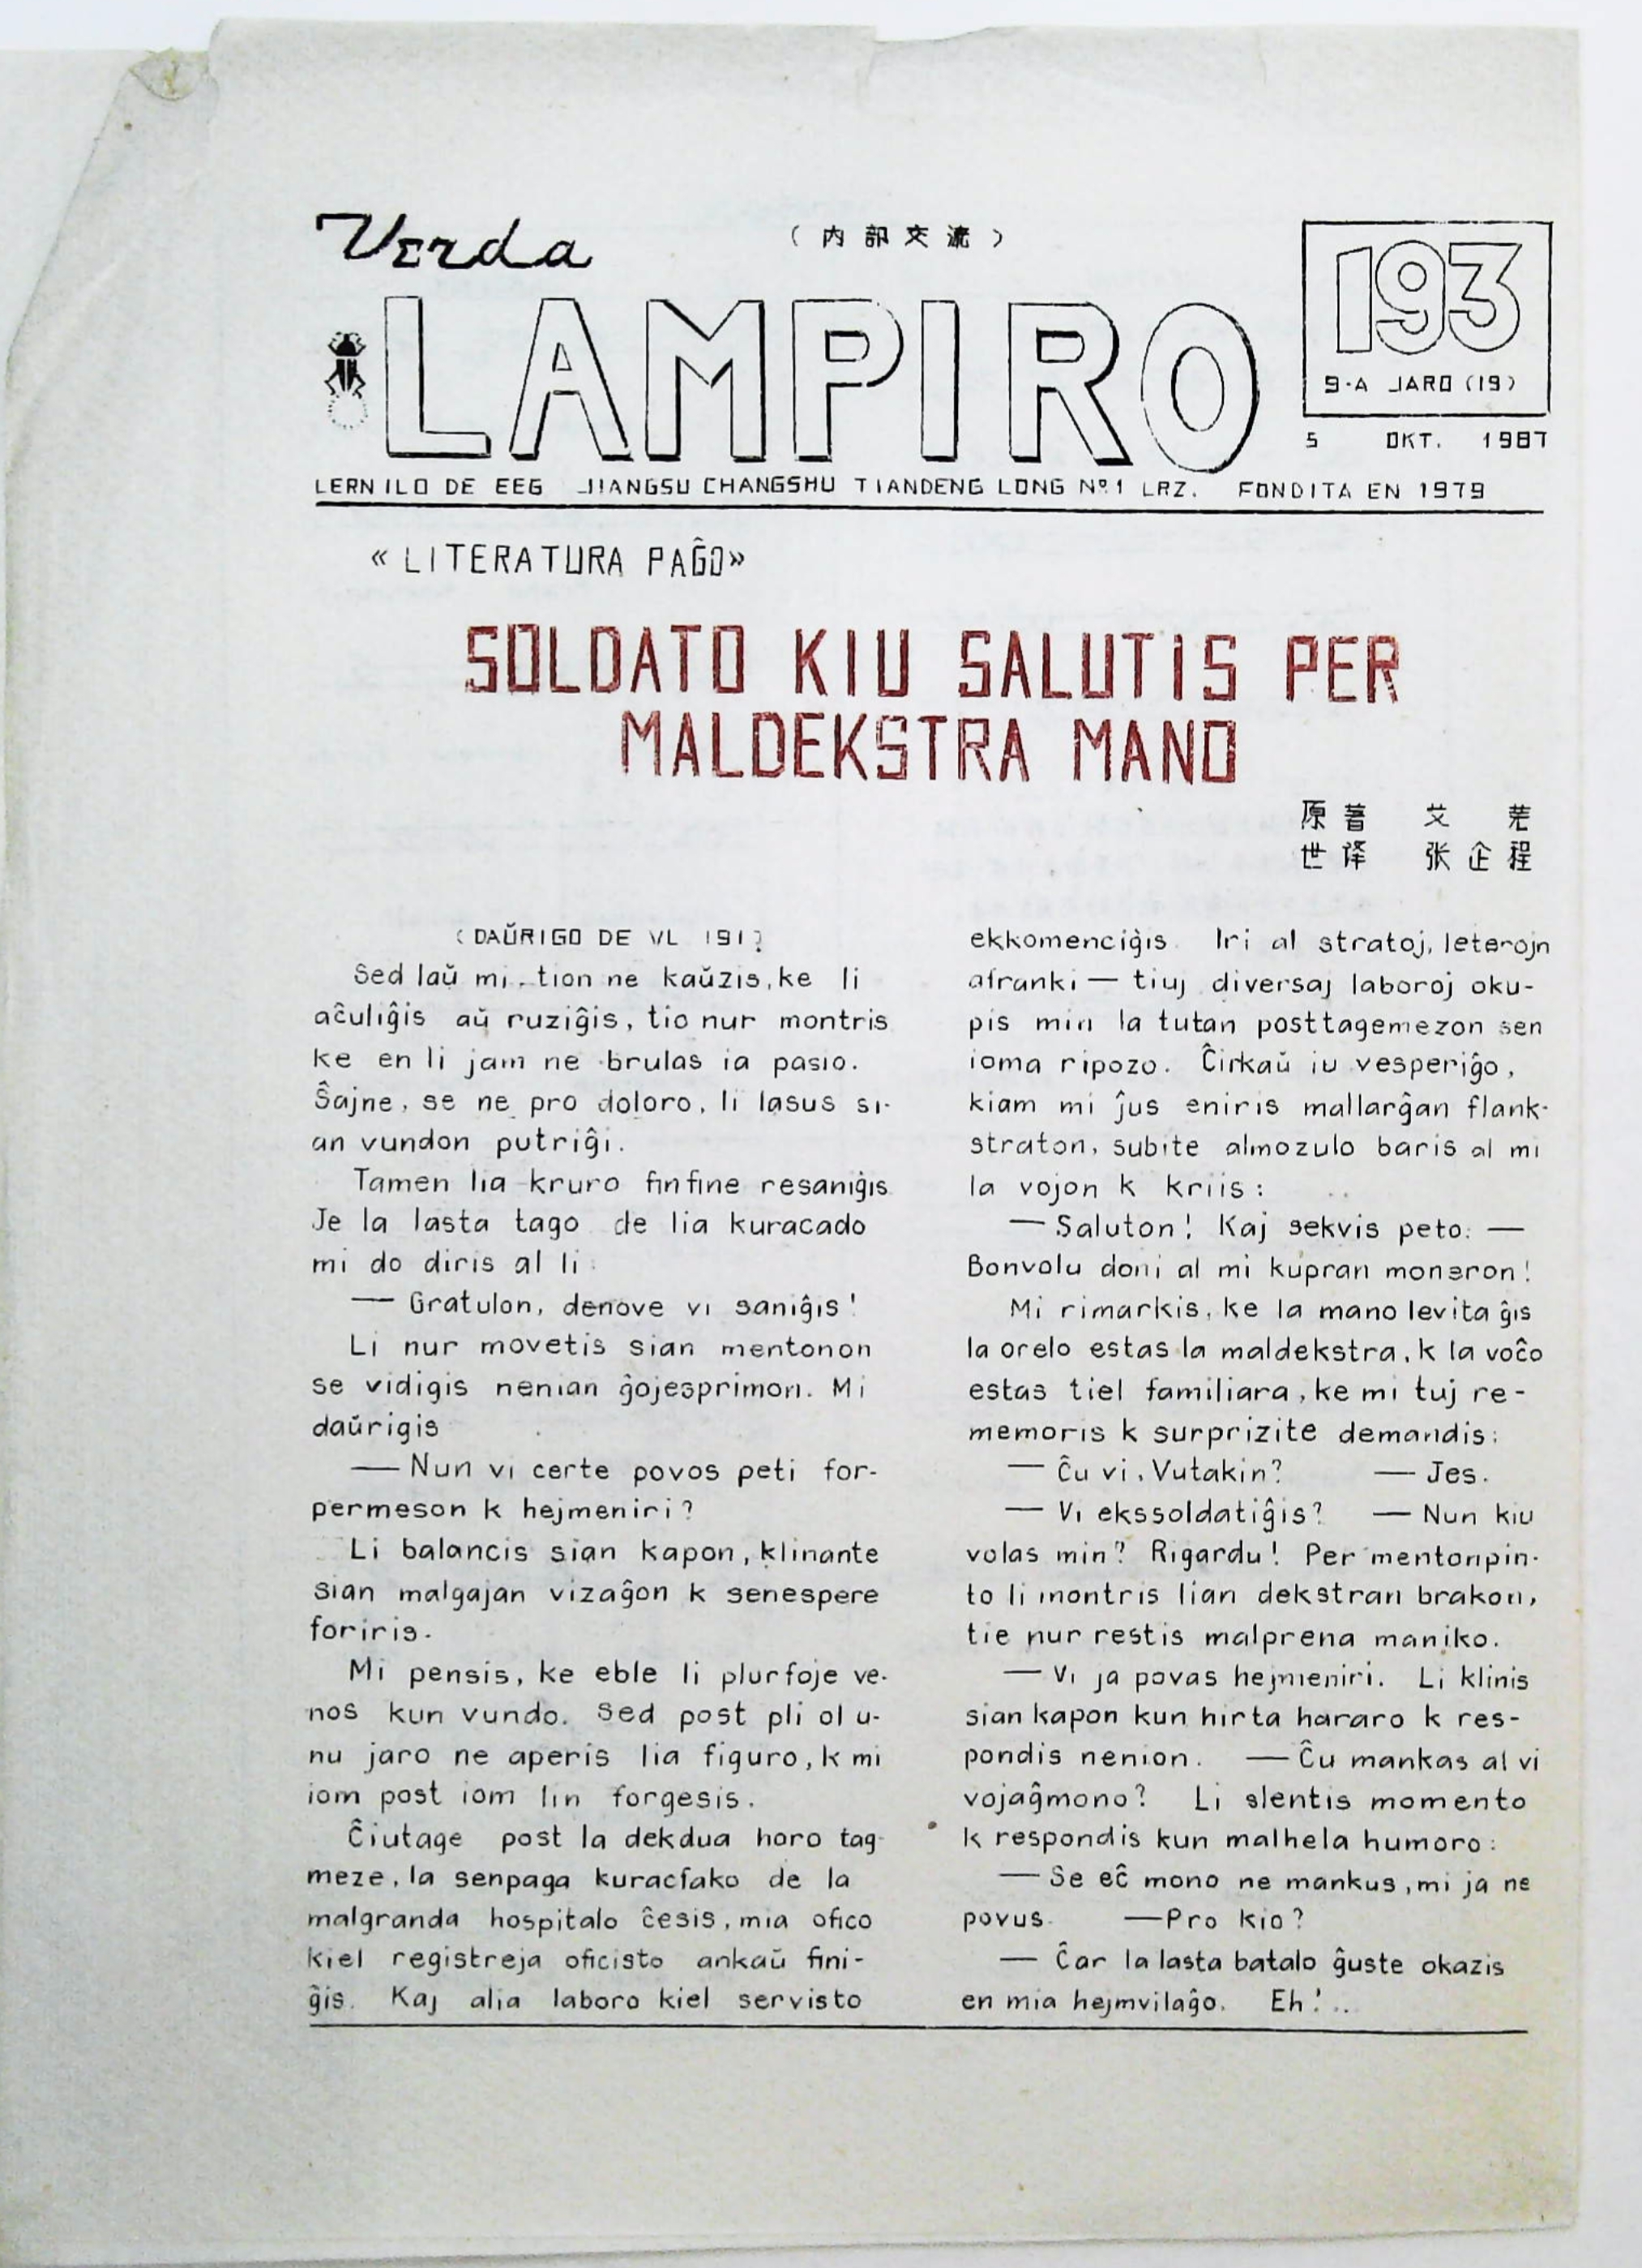 Verda
(内部交流)
LAMPIRO
193
9-A JARO (19)
5 OKT. 1987
LERNILO DE EEG JIANGSU CHANGSHU TIANDENG LONG Nº1 LRZ. FONDITA EN 1979
«LITERATURA PAĜO»
SOLDATO KIU SALUTIS PER
MALDEKSTRA MANO
原著 艾 芜
世译 张企程
(DAŬRIGO DE VL 191)
Sed laŭ mi, tion ne kaŭzis, ke li
aĉuliĝis aŭ ruziĝis, tio nur montris
ke en li jam ne brulas ia pasio.
Ŝajne, se ne pro doloro, li lasus si-
an vundon putriĝi.
Tamen lia kruro finfine resaniĝis
Je la lasta tago de lia kuracado
mi do diris al li:
— Gratulon, denove vi saniĝis!
Li nur movetis sian mentonon
se vidigis nenian ĝojesprimon. Mi
daŭrigis
— Nun vi certe povos peti for-
permeson k hejmeniri?
Li balancis sian kapon, klinante
sian malgajan vizaĝon k senespere
foriris.
Mi pensis, ke eble li plurfoje ve-
nos kun vundo. Sed post pli ol u-
nu jaro ne aperis lia figuro, k mi
iom post iom lin forgesis.
Ĉiutage post la dekdua horo tag-
meze, la senpaga kuracfako de la
malgranda hospitalo ĉesis, mia ofico
kiel registreja oficisto ankaŭ fini-
ĝis. Kaj alia laboro kiel servisto
ekkomenciĝis. Iri al stratoj, leterojn
afranki — tiuj diversaj laboroj oku-
pis min la tutan posttagemezon sen
ioma ripozo. Ĉirkaŭ iu vesperiĝo,
kiam mi ĵus eniris mallarĝan flank-
straton, subite almozulo baris al mi
la vojon k kriis:
— Saluton! Kaj sekvis peto: —
Bonvolu doni al mi kupran moneron!
Mi rimarkis, ke la mano levita ĝis
la orelo estas la maldekstra, k la voĉo
estas tiel familiara, ke mi tuj re-
memoris k surprizite demandis:
— Ĉu vi, Vutakin? — Jes.
— Vi ekssoldatiĝis? — Nun kiu
volas min? Rigardu! Per mentonpin-
to li montris lian dekstran brakon,
tie nur restis malprena maniko.
— Vi ja povas hejmeniri. Li klinis
sian kapon kun hirta hararo k res-
pondis nenion. — Ĉu mankas al vi
vojaĝmono? Li slentis momento
k respondis kun malhela humoro:
— Se eĉ mono ne mankus, mi ja ne
povus. — Pro kio?
— Ĉar la lasta batalo ĝuste okazis
en mia hejmvilaĝo. Eh!..